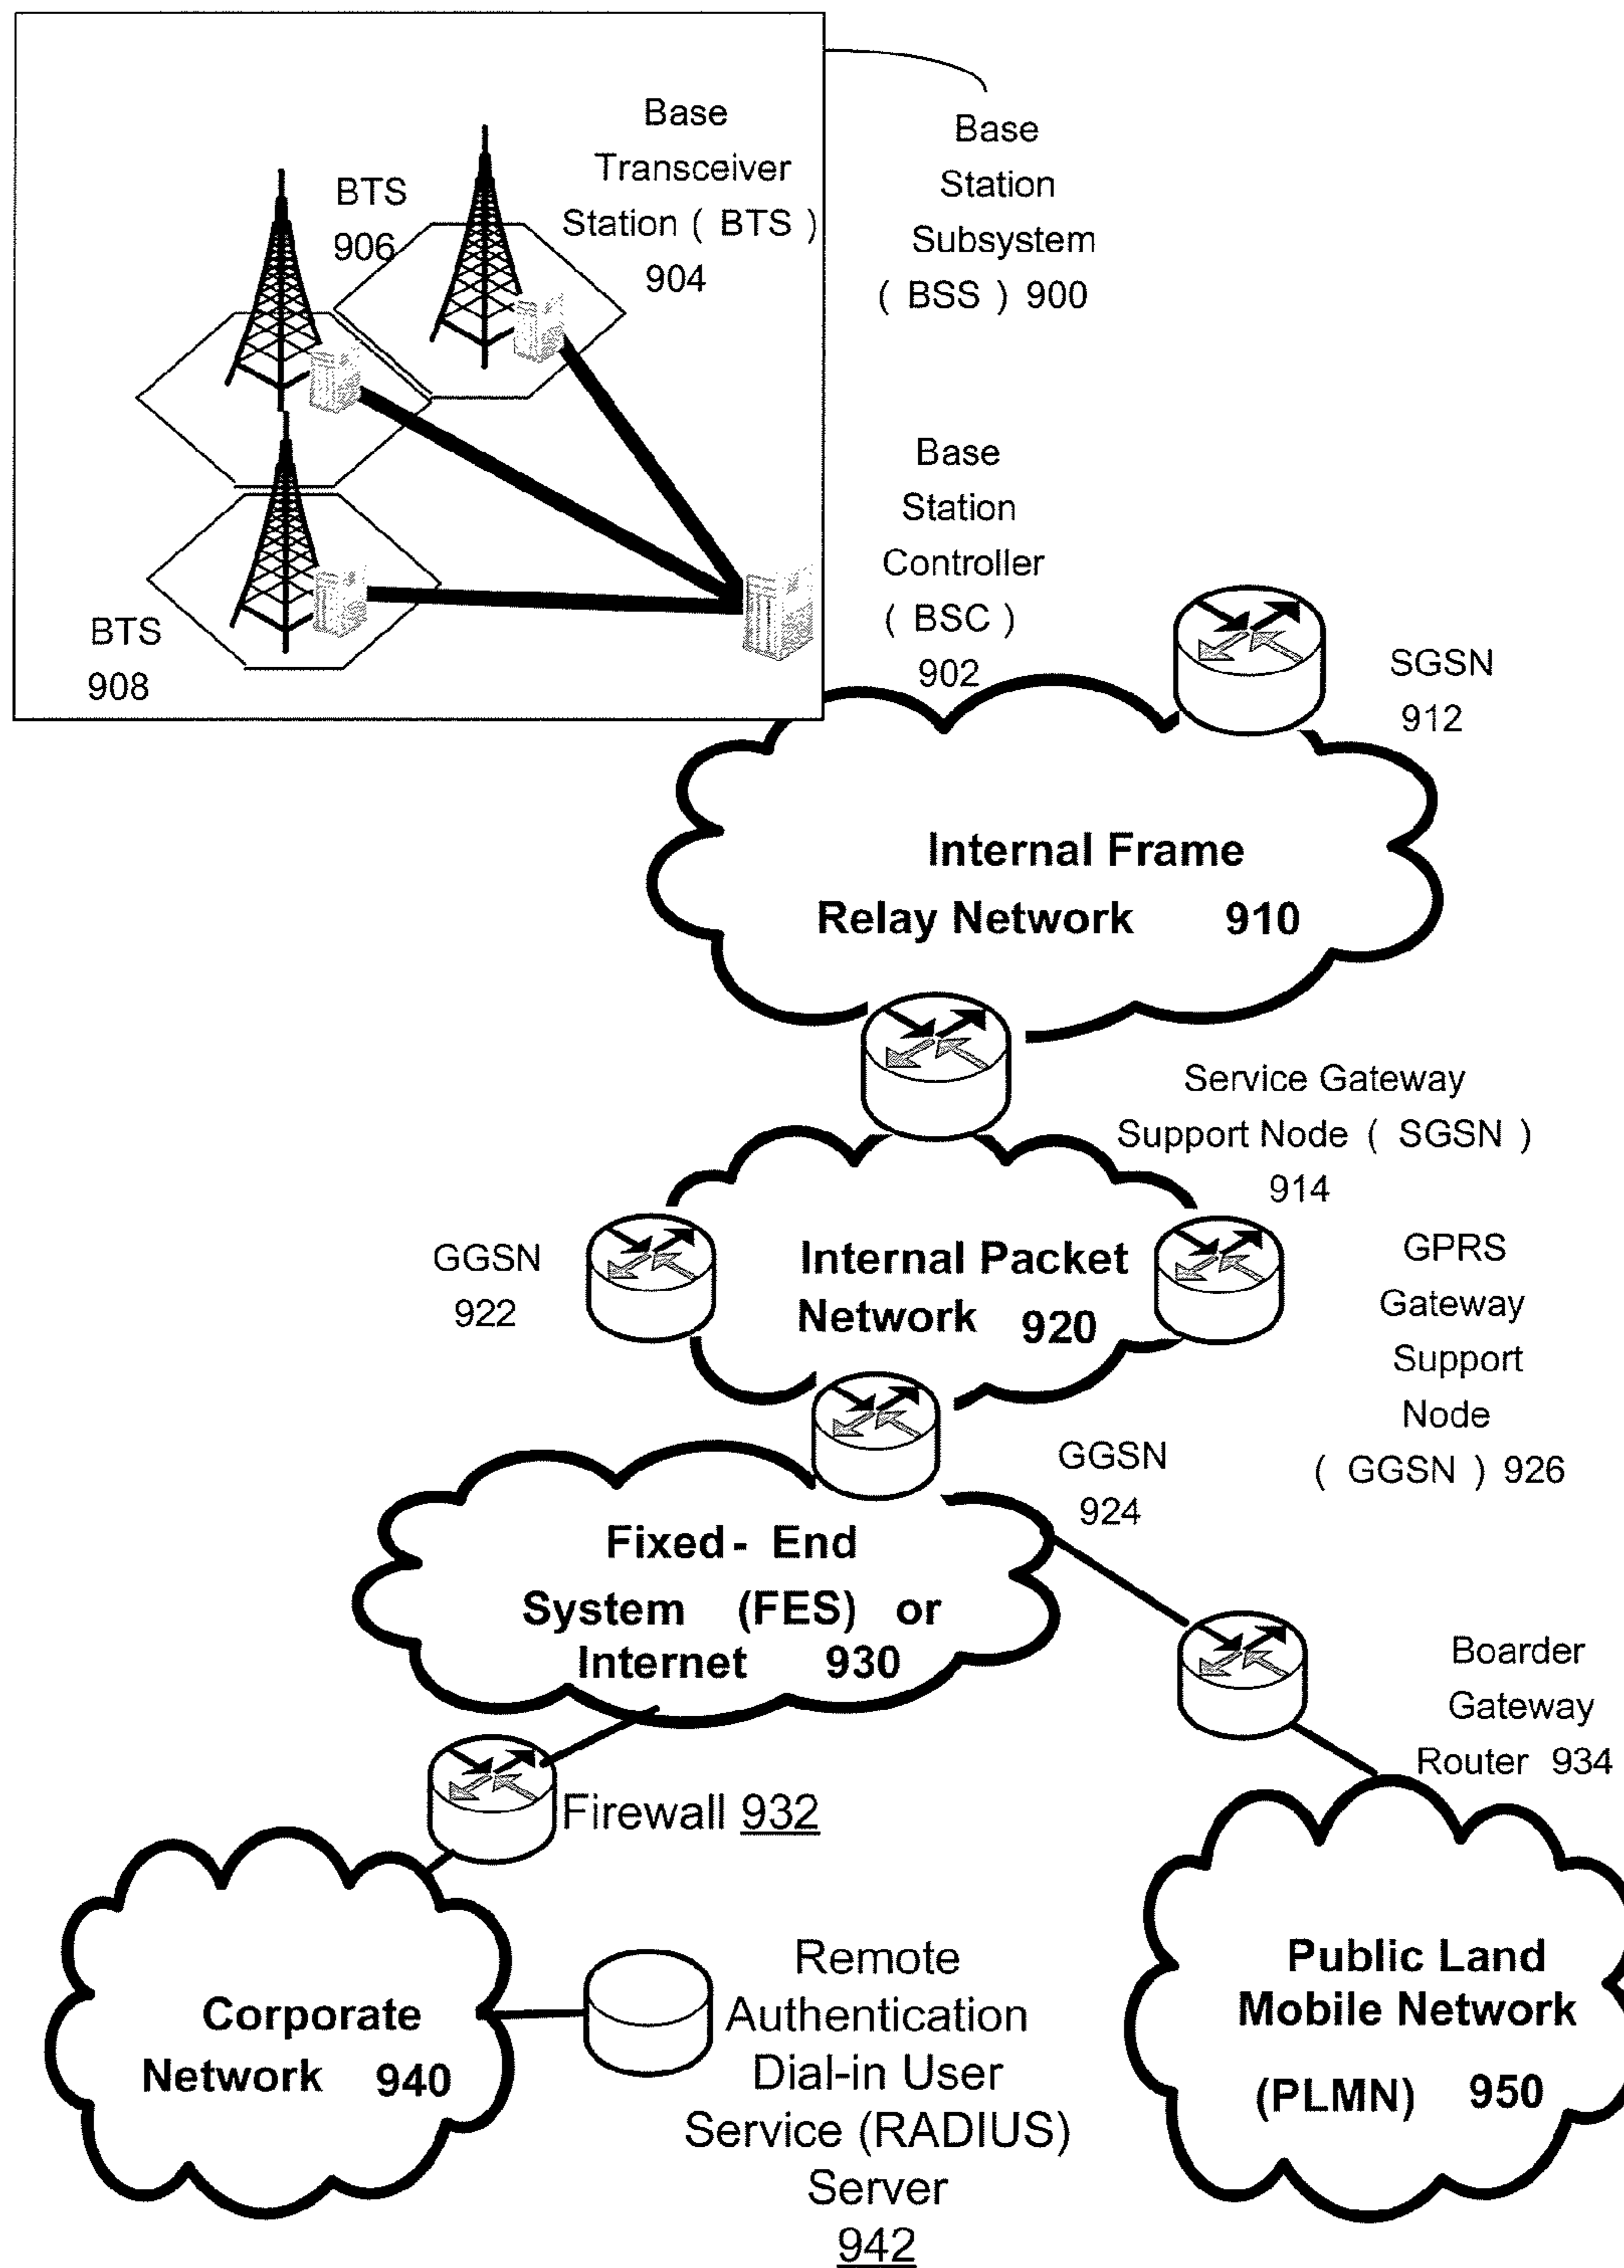 Base
Transceiver
Station ( BTS )
904
BTS
906
BTS
908
Base
Station
Subsystem
( BSS ) 900
Base
Station
Controller
( BSC )
902
SGSN
912
Internal Frame
Relay Network 910
Service Gateway
Support Node ( SGSN )
914
GGSN
922
Internal Packet
Network 920
GPRS
Gateway
Support
Node
( GGSN ) 926
GGSN
924
Fixed- End
System (FES) or
Internet 930
Boarder
Gateway
Router 934
Firewall 932
Corporate
Network 940
Remote
Authentication
Dial-in User
Service (RADIUS)
Server
942
Public Land
Mobile Network
(PLMN) 950